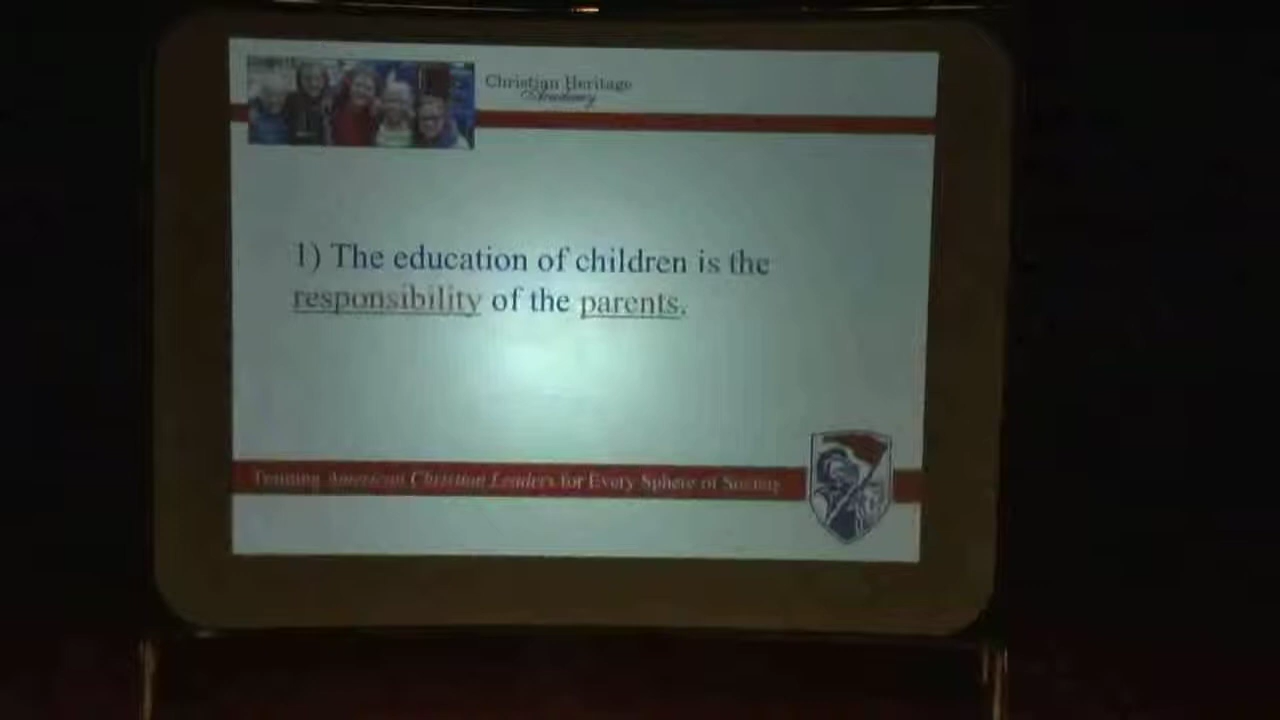 Christian Heritage
Academy
1) The education of children is the
responsibility of the parents.
Training American Christian Leaders for Every Sphere of Society